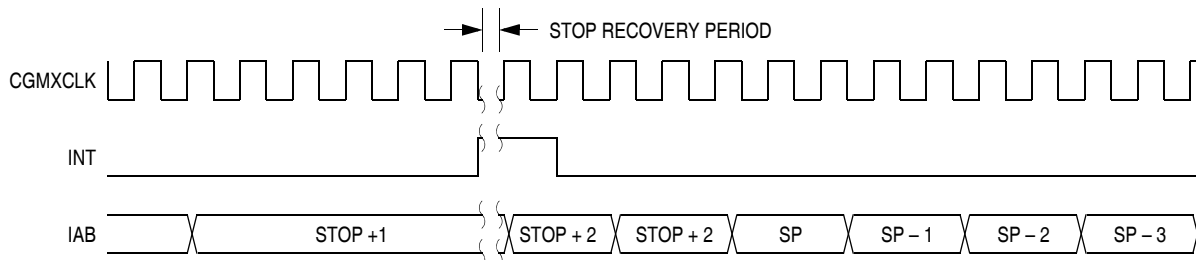 STOP RECOVERY PERIOD
CGMXCLK
INT
IAB STOP +1 STOP + 2 STOP + 2 SP SP – 1 SP – 2 SP – 3